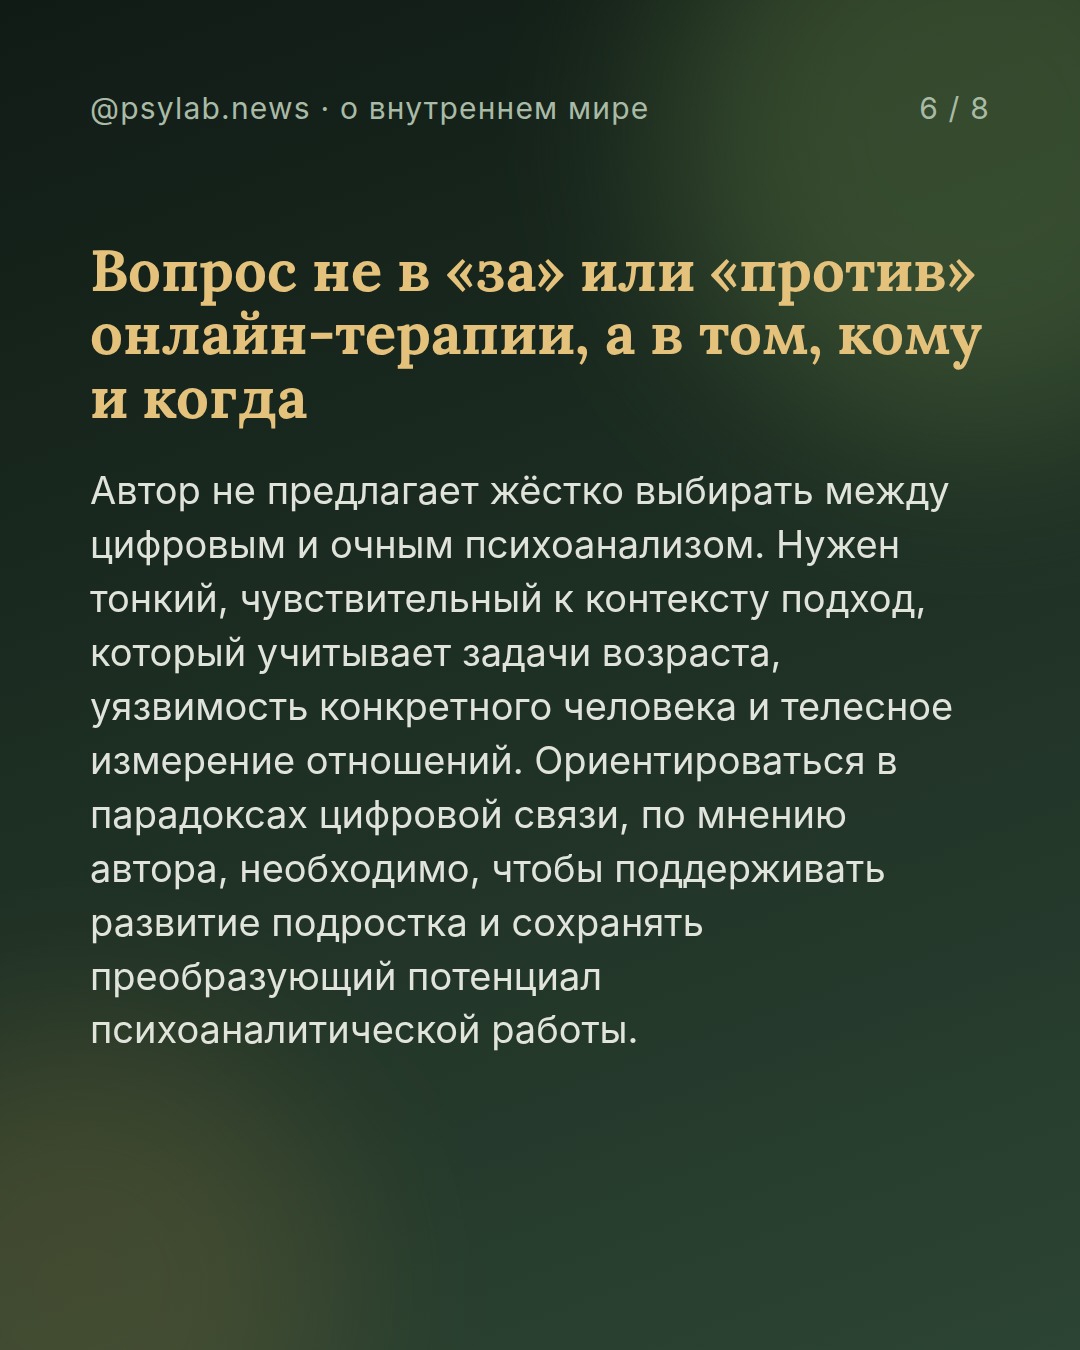 @psylab.news · о внутреннем мире
6 / 8
Вопрос не в «за» или «против»
онлайн-терапии, а в том, кому
и когда
Автор не предлагает жёстко выбирать между
цифровым и очным психоанализом. Нужен
тонкий, чувствительный к контексту подход,
который учитывает задачи возраста,
уязвимость конкретного человека и телесное
измерение отношений. Ориентироваться в
парадоксах цифровой связи, по мнению
автора, необходимо, чтобы поддерживать
развитие подростка и сохранять
преобразующий потенциал
психоаналитической работы.